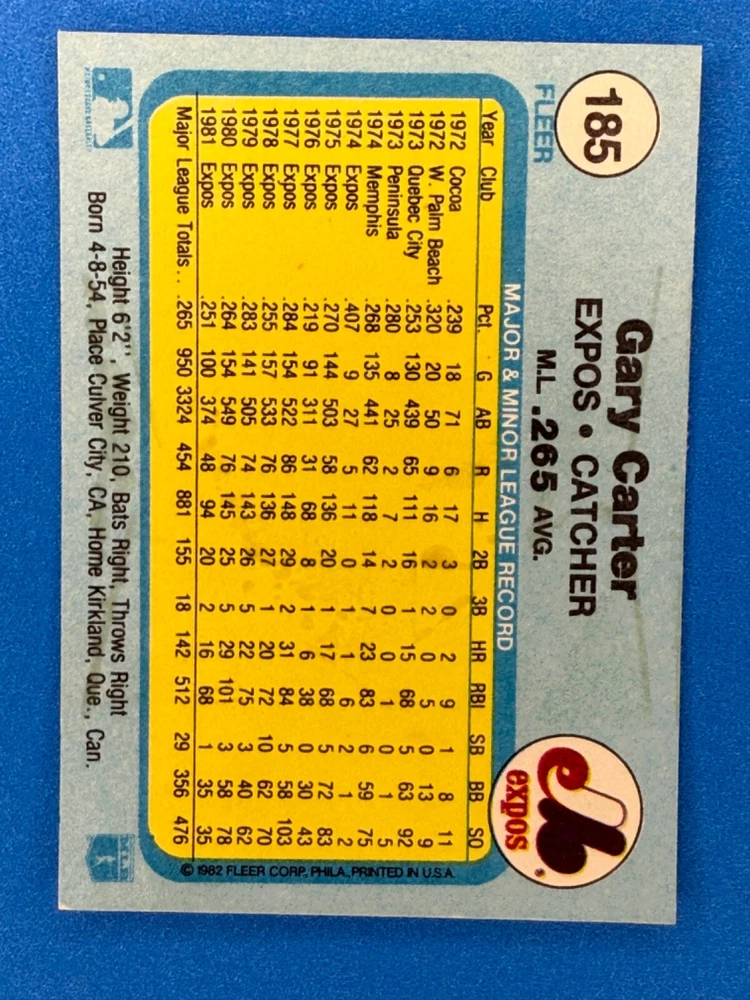 185
FLEER
Gary Carter
EXPOS • CATCHER
M.L. .265 AVG.
expos
MAJOR & MINOR LEAGUE RECORD
Year Club Pct. G AB R H 2B 3B HR RBI SB BB SO
1972 Cocoa .239 18 71 6 17 3 0 2 9 1 8 11
1972 W. Palm Beach .320 20 50 9 16 2 2 0 5 0 13 9
1973 Quebec City .253 130 439 65 111 16 1 15 68 5 63 92
1973 Peninsula .280 8 25 2 7 2 0 0 1 0 1 5
1974 Memphis .268 135 441 62 118 14 7 23 83 6 59 75
1974 Expos .407 9 27 5 11 0 1 1 6 2 1 2
1975 Expos .270 144 503 58 136 20 1 17 68 5 72 83
1976 Expos .219 91 311 31 68 8 1 6 38 0 30 43
1977 Expos .284 154 522 86 148 29 2 31 84 5 58 103
1978 Expos .255 157 533 76 136 27 1 20 72 10 62 70
1979 Expos .283 141 505 74 143 26 5 22 75 3 40 62
1980 Expos .264 154 549 76 145 25 5 29 101 3 58 78
1981 Expos .251 100 374 48 94 20 2 16 68 1 35 35
Major League Totals . . .265 950 3324 454 881 155 18 142 512 29 356 476
© 1982 FLEER CORP., PHILA., PRINTED IN U.S.A.
Height 6'2", Weight 210, Bats Right, Throws Right
Born 4-8-54, Place Culver City, CA, Home Kirkland, Que., Can.